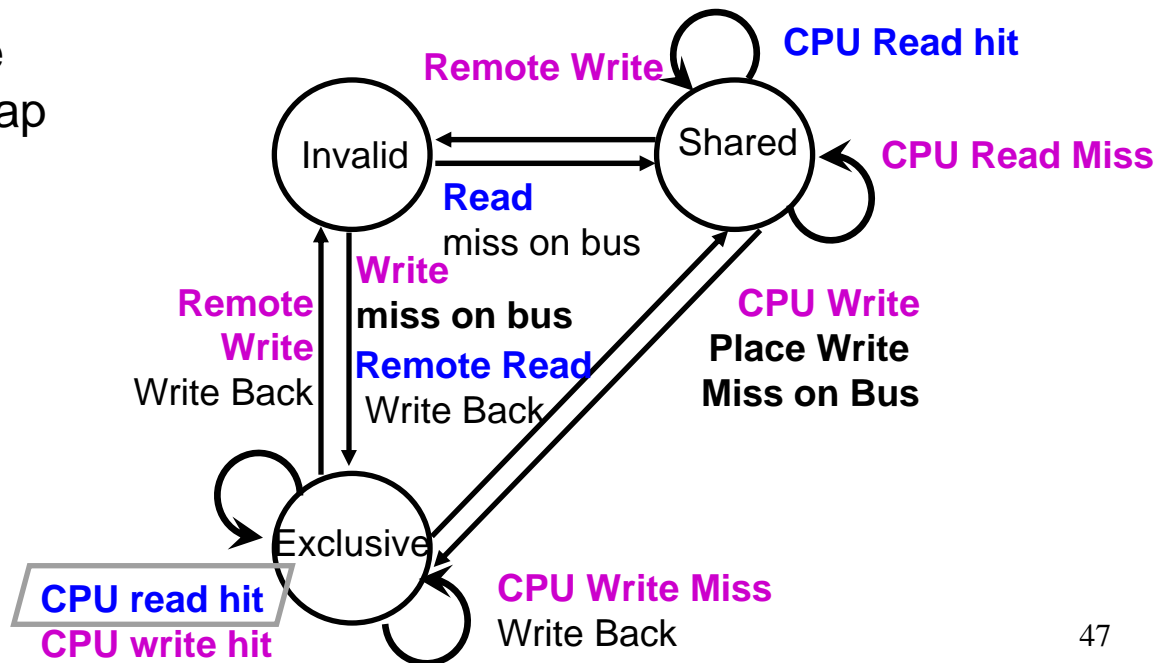 e
ap
Remote Write
CPU Read hit
Invalid
Shared
CPU Read Miss
Read
miss on bus
Write
miss on bus
Remote
Write
Write Back
Remote Read
Write Back
CPU Write
Place Write
Miss on Bus
Exclusive
CPU read hit
CPU write hit
CPU Write Miss
Write Back
47